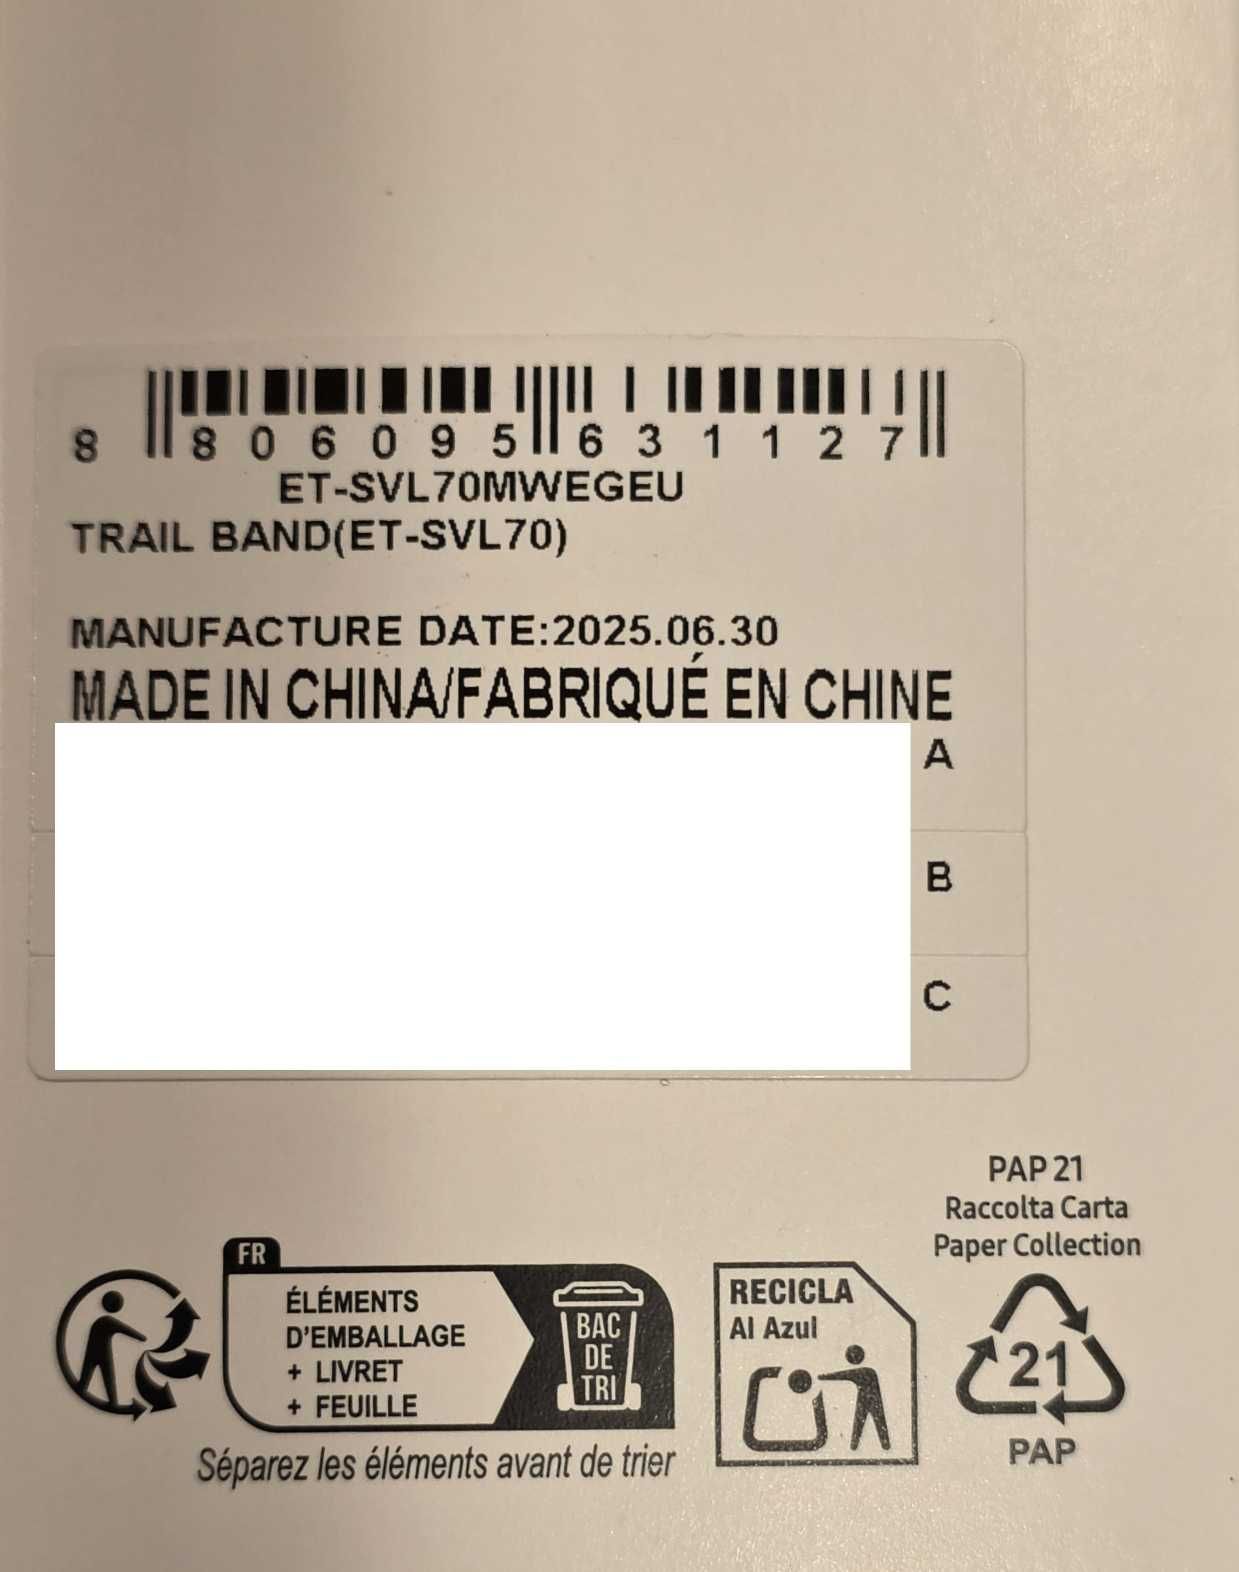 8 806095 631127
ET-SVL70MWEGEU
TRAIL BAND(ET-SVL70)
MANUFACTURE DATE:2025.06.30
MADE IN CHINA/FABRIQUÉ EN CHINE
A
B
C
PAP 21
Raccolta Carta
Paper Collection
FR
ÉLÉMENTS
D'EMBALLAGE
+ LIVRET
+ FEUILLE
BAC
DE
TRI
Séparez les éléments avant de trier
RECICLA
Al Azul
21
PAP